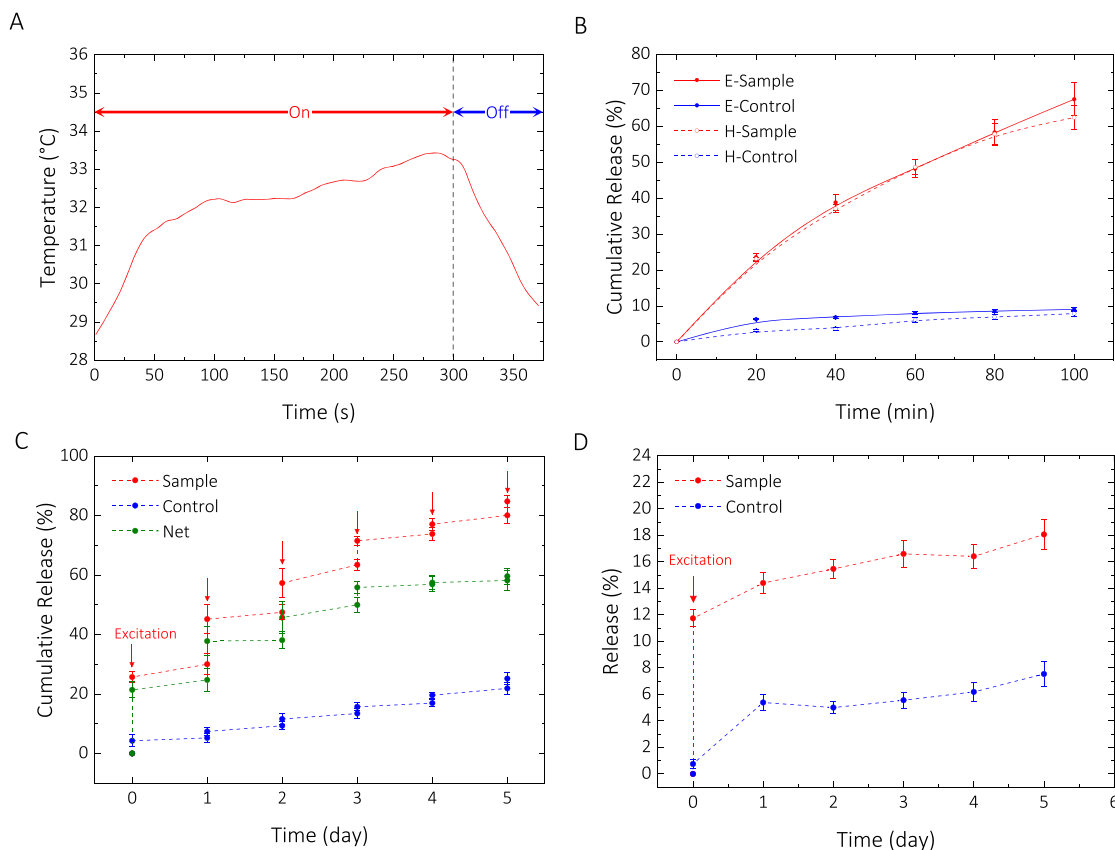 A
36
35
34
33
32
31
30
29
28
On
Off
Temperature (°C)
0 50 100 150 200 250 300 350
Time (s)
B
80
70
60
50
40
30
20
10
0
E-Sample
E-Control
H-Sample
H-Control
Cumulative Release (%)
0 20 40 60 80 100
Time (min)
C
100
80
60
40
20
0
Sample
Control
Net
Excitation
Cumulative Release (%)
0 1 2 3 4 5
Time (day)
D
24
22
20
18
16
14
12
10
8
6
4
2
0
Sample
Control
Excitation
Release (%)
0 1 2 3 4 5 6
Time (day)